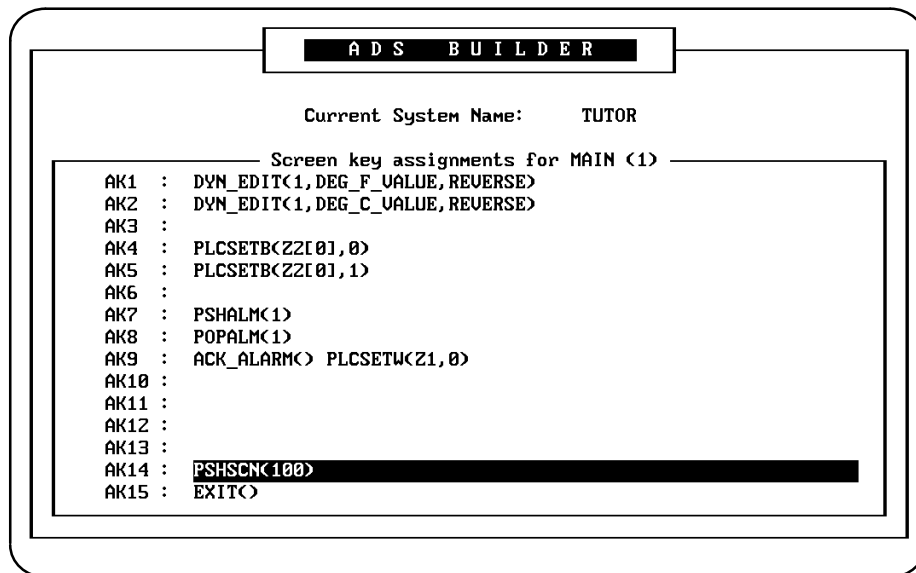 ADS BUILDER
Current System Name: TUTOR
Screen key assignments for MAIN (1)
AK1 : DYN_EDIT(1,DEG_F_VALUE,REVERSE)
AK2 : DYN_EDIT(1,DEG_C_VALUE,REVERSE)
AK3 :
AK4 : PLCSETB(Z2[0],0)
AK5 : PLCSETB(Z2[0],1)
AK6 :
AK7 : PSHALM(1)
AK8 : POPALM(1)
AK9 : ACK_ALARM() PLCSETW(Z1,0)
AK10 :
AK11 :
AK12 :
AK13 :
AK14 : PSHSCN(100)
AK15 : EXIT()